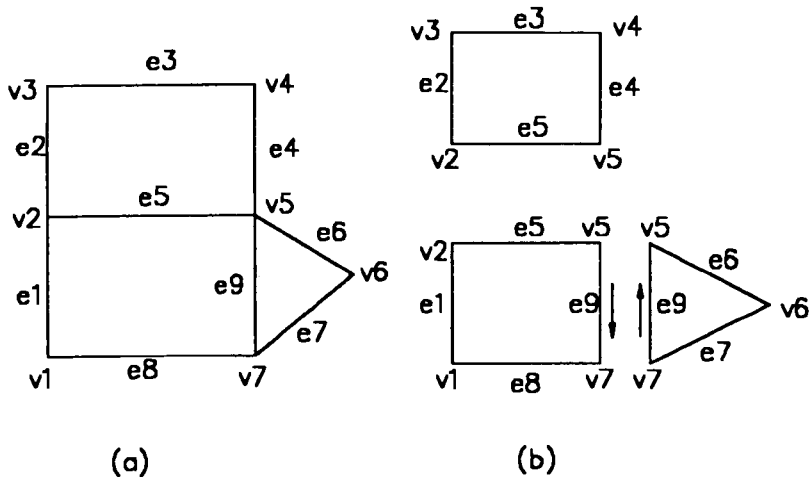 e3
v3 v4
e2 e4
e5
v2 v5
e6
v6
e1 e9
e7
v1 e8 v7
(a)
v3 e3 v4
e2 e4
e5
v2 v5
v2 e5 v5
e1 e9
v1 e8 v7
v5
e6
e9 v6
e7
v7
(b)